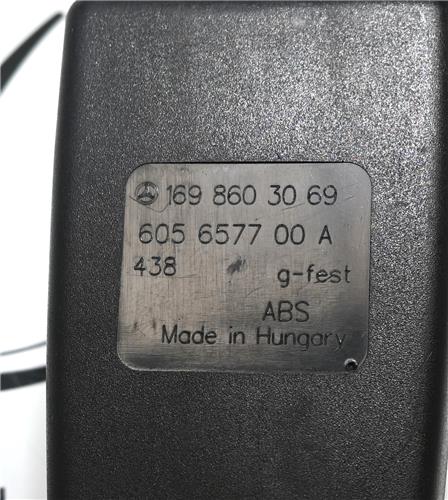 169 860 30 69
605 6577 00 A
438 g-fest
ABS
Made in Hungary